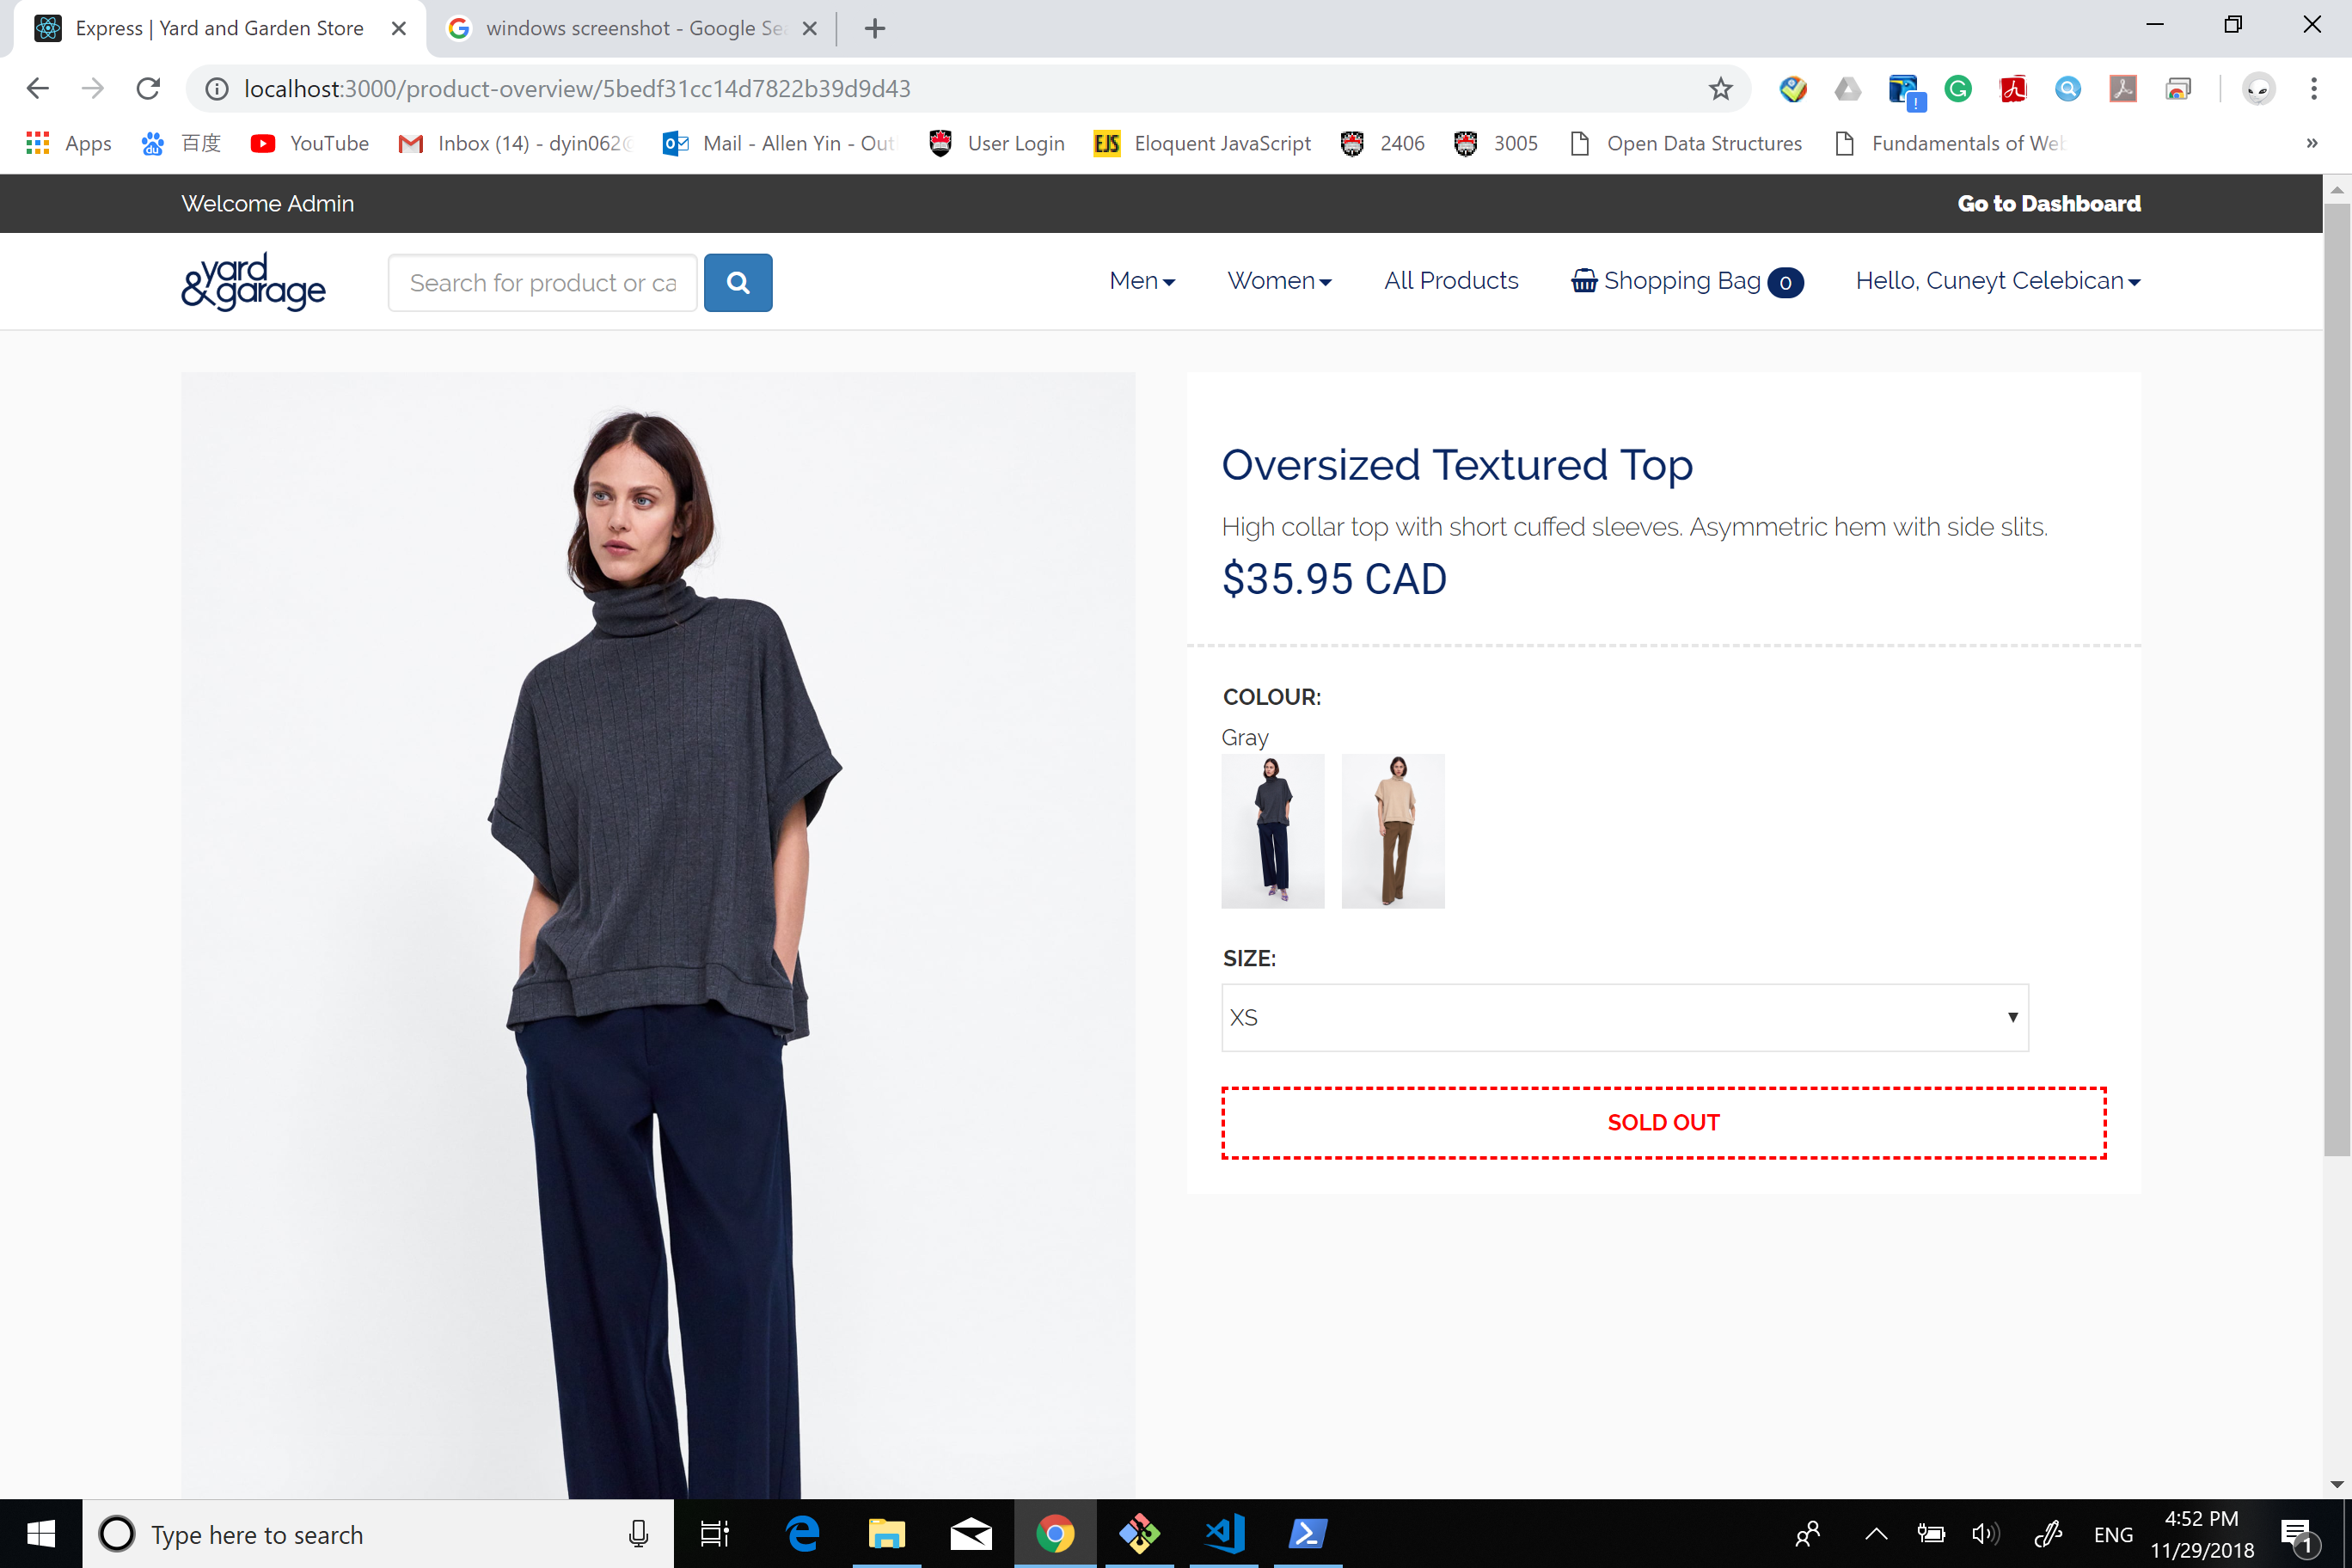 Express | Yard and Garden Store
windows screenshot - Google Sea
localhost:3000/product-overview/5bedf31cc14d7822b39d9d43
Apps
百度
YouTube
Inbox (14) - dyin062@
Mail - Allen Yin - Out
User Login
EJS
Eloquent JavaScript
2406
3005
Open Data Structures
Fundamentals of Web
»
Welcome Admin
Go to Dashboard
yard
&garage
Search for product or ca
Men
Women
All Products
Shopping Bag 0
Hello, Cuneyt Celebican
Oversized Textured Top
High collar top with short cuffed sleeves. Asymmetric hem with side slits.
$35.95 CAD
COLOUR:
Gray
SIZE:
XS
SOLD OUT
Type here to search
ENG
4:52 PM
11/29/2018
1